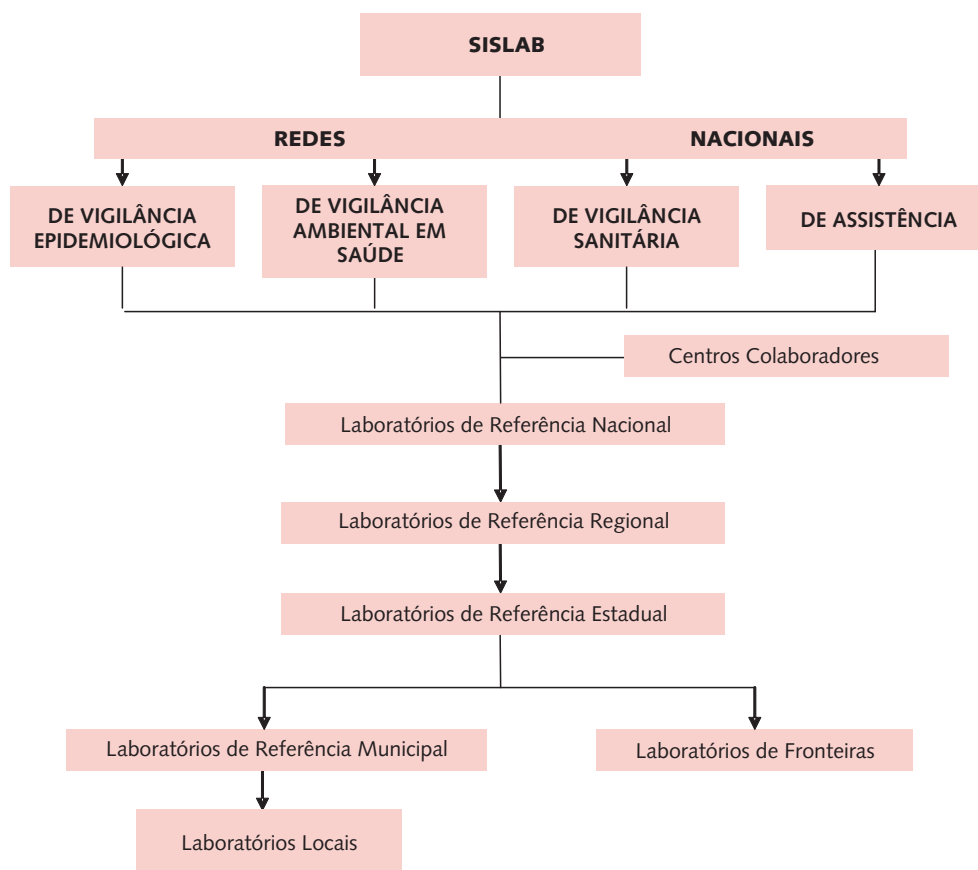 SISLAB
REDES NACIONAIS
DE VIGILÂNCIA
EPIDEMIOLÓGICA
DE VIGILÂNCIA
AMBIENTAL EM
SAÚDE
DE VIGILÂNCIA
SANITÁRIA
DE ASSISTÊNCIA
Centros Colaboradores
Laboratórios de Referência Nacional
Laboratórios de Referência Regional
Laboratórios de Referência Estadual
Laboratórios de Referência Municipal
Laboratórios de Fronteiras
Laboratórios Locais